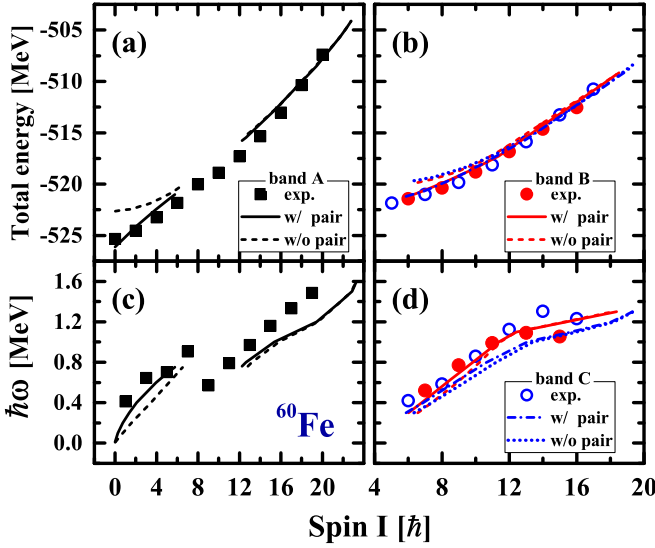 (a)
(b)
Total energy [MeV]
-505
-510
-515
-520
-525
band A
exp.
w/ pair
w/o pair
band B
exp.
w/ pair
w/o pair
(c)
(d)
ħω [MeV]
1.6
1.2
0.8
0.4
0.0
60Fe
band C
exp.
w/ pair
w/o pair
0 4 8 12 16 20
4 8 12 16 20
Spin I [ħ]